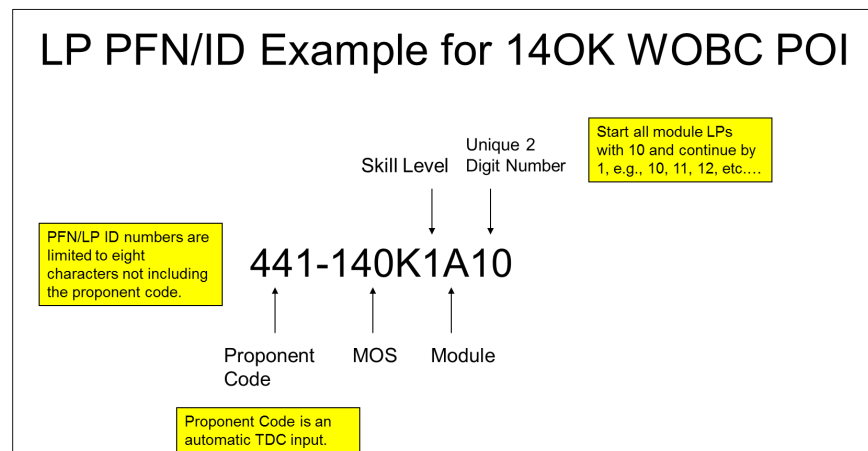 LP PFN/ID Example for 14OK WOBC POI
Skill Level
Unique 2
Digit Number
Start all module LPs
with 10 and continue by
1, e.g., 10, 11, 12, etc.…
PFN/LP ID numbers are
limited to eight
characters not including
the proponent code.
441-140K1A10
Proponent
Code
MOS
Module
Proponent Code is an
automatic TDC input.